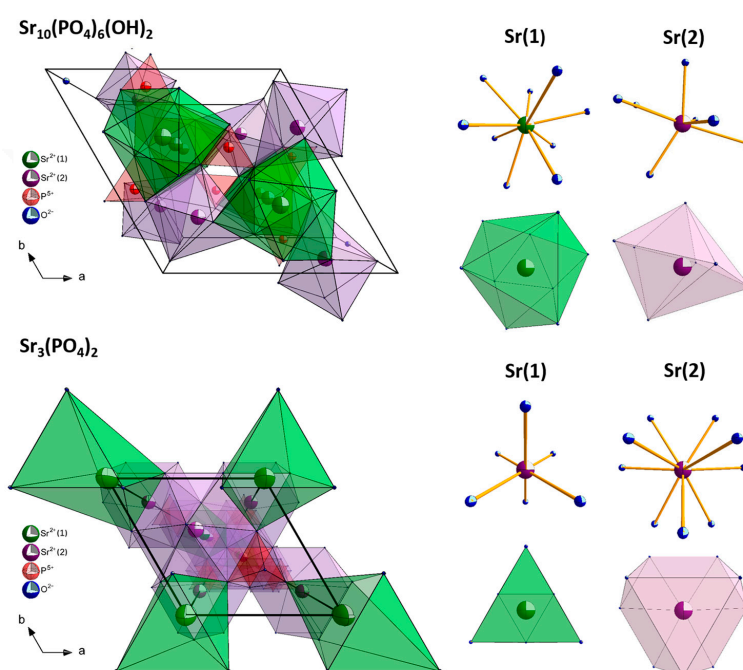 Sr₁₀(PO₄)₆(OH)₂
Sr(1)
Sr(2)
Sr²⁺(1)
Sr²⁺(2)
P⁵⁺
O²⁻
b
a
Sr₃(PO₄)₂
Sr(1)
Sr(2)
Sr²⁺(1)
Sr²⁺(2)
P⁵⁺
O²⁻
b
a